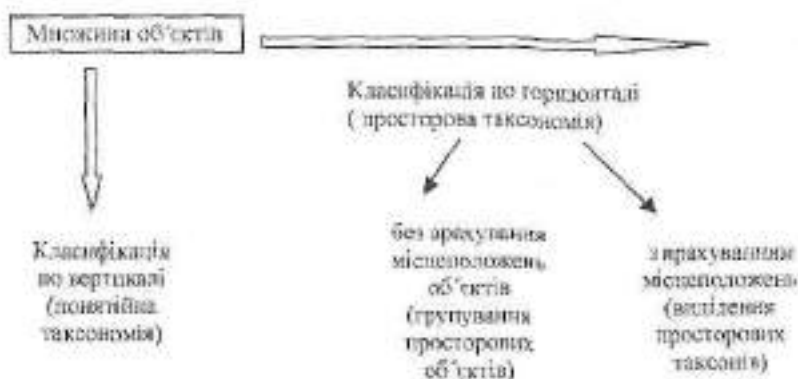 Множина об'єктів
Класифікація по горизонталі
( просторова таксономія)
Класифікація
по вертикалі
(понятійна
таксономія)
без врахування
місцеположень
об'єктів
(групування
просторових
об'єктів)
з врахуванням
місцеположень
(виділення
просторових
таксонів)